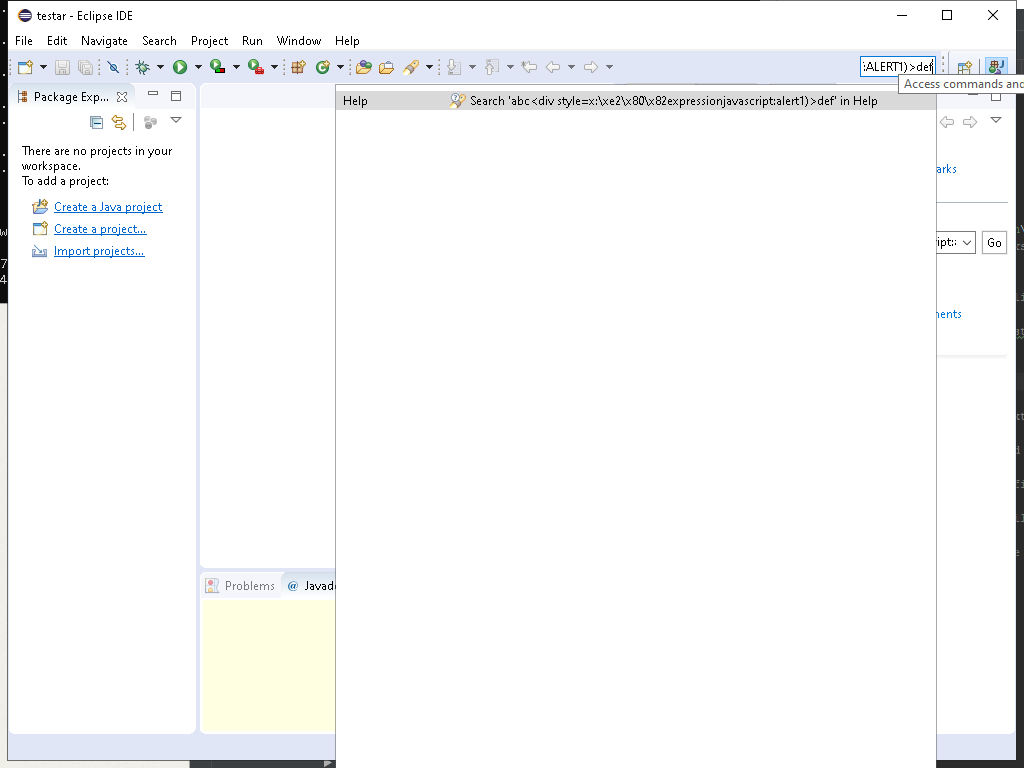 testar - Eclipse IDE
File Edit Navigate Search Project Run Window Help
:ALERT1)>def
Access commands and
Package Exp...
Help Search 'abc<div style=x:\xe2\x80\x82expressionjavascript:alert1)>def' in Help
There are no projects in your
workspace.
To add a project:
Create a Java project
Create a project...
Import projects...
arks
ript:: Go
nents
Problems @ Javad